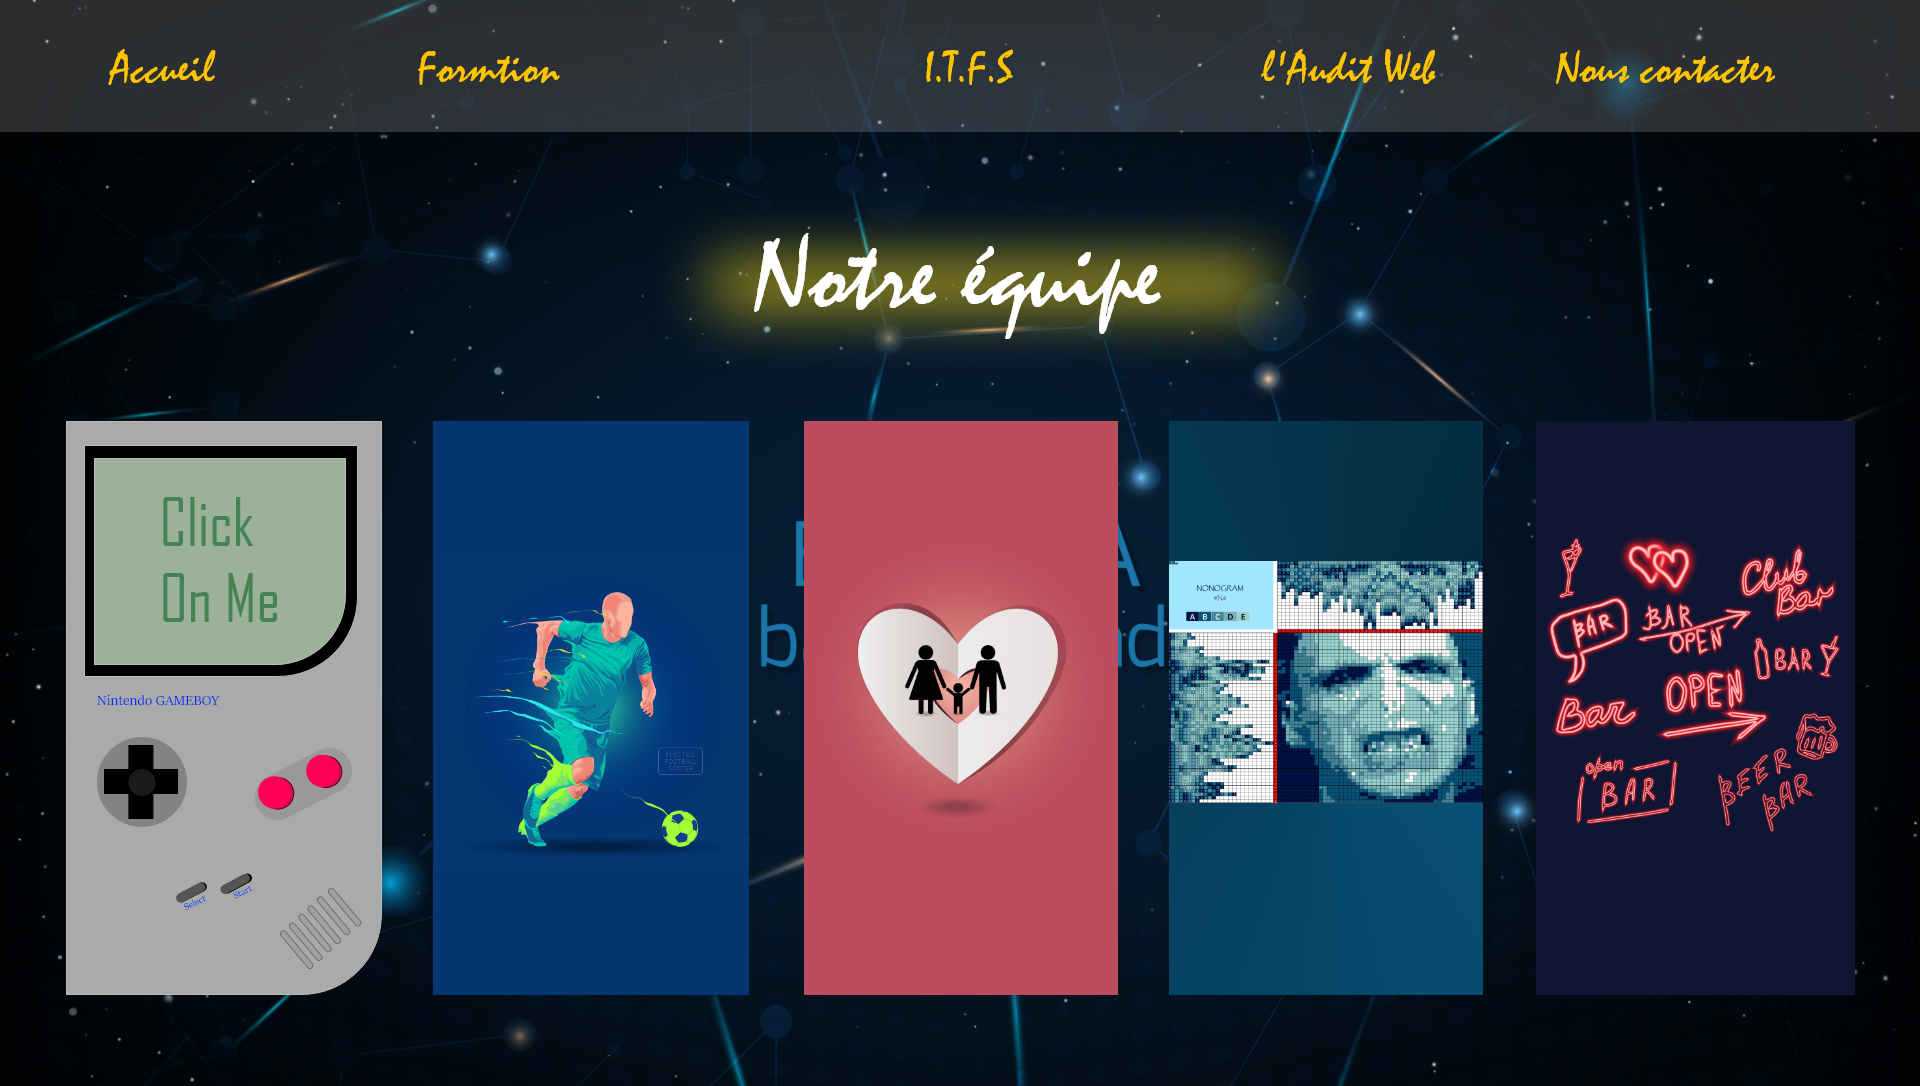 Accueil
Formtion
I.T.F.S
l'Audit Web
Nous contacter
Notre équipe
Click
On Me
Nintendo GAMEBOY
Select
Start
ELECTRIC
FOOTBALL
SOCCER
NONOGRAM
A B C D E
Club
Bar
BAR
BAR
OPEN
BAR
Bar
OPEN
open
BAR
BEER
BAR